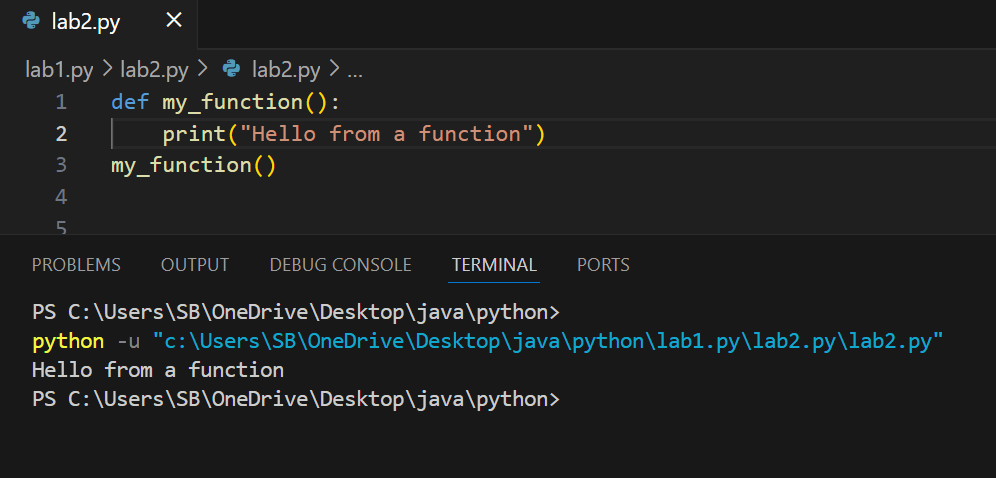 lab2.py ×
lab1.py > lab2.py > lab2.py > ...
1 def my_function():
2     print("Hello from a function")
3 my_function()
4
5
PROBLEMS OUTPUT DEBUG CONSOLE TERMINAL PORTS
PS C:\Users\SB\OneDrive\Desktop\java\python>
python -u "c:\Users\SB\OneDrive\Desktop\java\python\lab1.py\lab2.py\lab2.py"
Hello from a function
PS C:\Users\SB\OneDrive\Desktop\java\python>